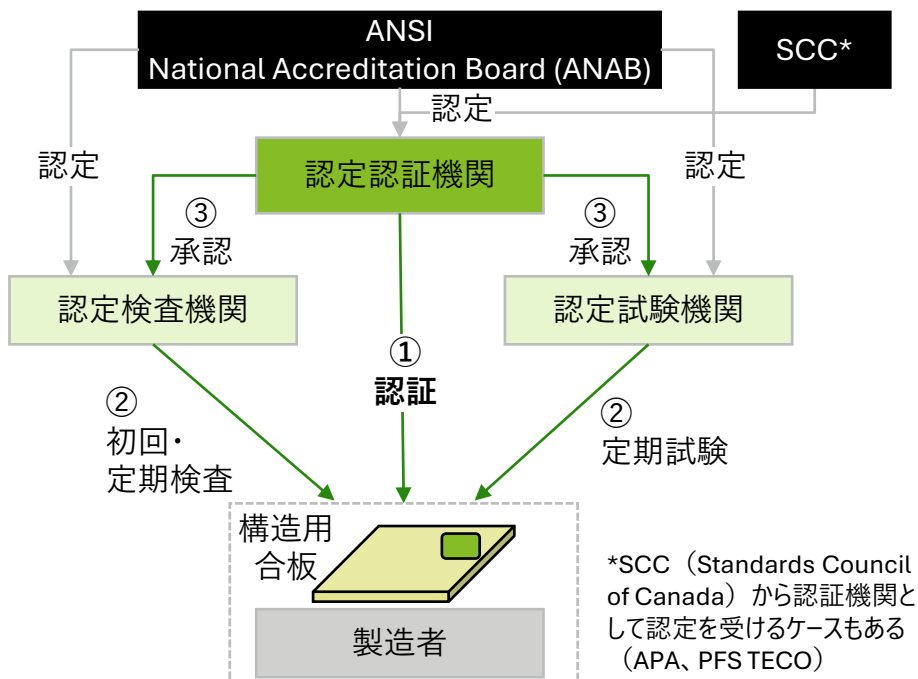 ANSI
National Accreditation Board (ANAB)
SCC*
認定
認定
認定
認定認証機関
③
承認
③
承認
認定検査機関
認定試験機関
①
認証
②
初回・
定期検査
②
定期試験
構造用
合板
製造者
*SCC（Standards Council
of Canada）から認証機関と
して認定を受けるケースもある
（APA、PFS TECO）